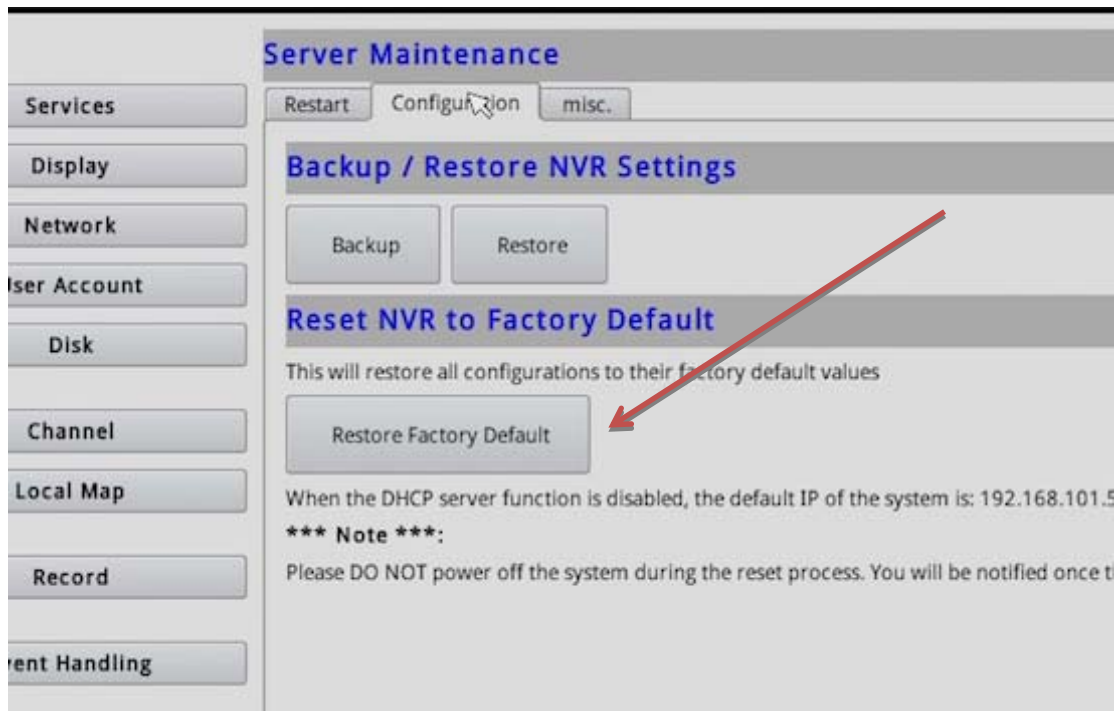 Server Maintenance
Restart
Configuration
misc.
Services
Display
Network
User Account
Disk
Channel
Local Map
Record
Event Handling
Backup / Restore NVR Settings
Backup
Restore
Reset NVR to Factory Default
This will restore all configurations to their factory default values
Restore Factory Default
When the DHCP server function is disabled, the default IP of the system is: 192.168.101.5
*** Note ***:
Please DO NOT power off the system during the reset process. You will be notified once